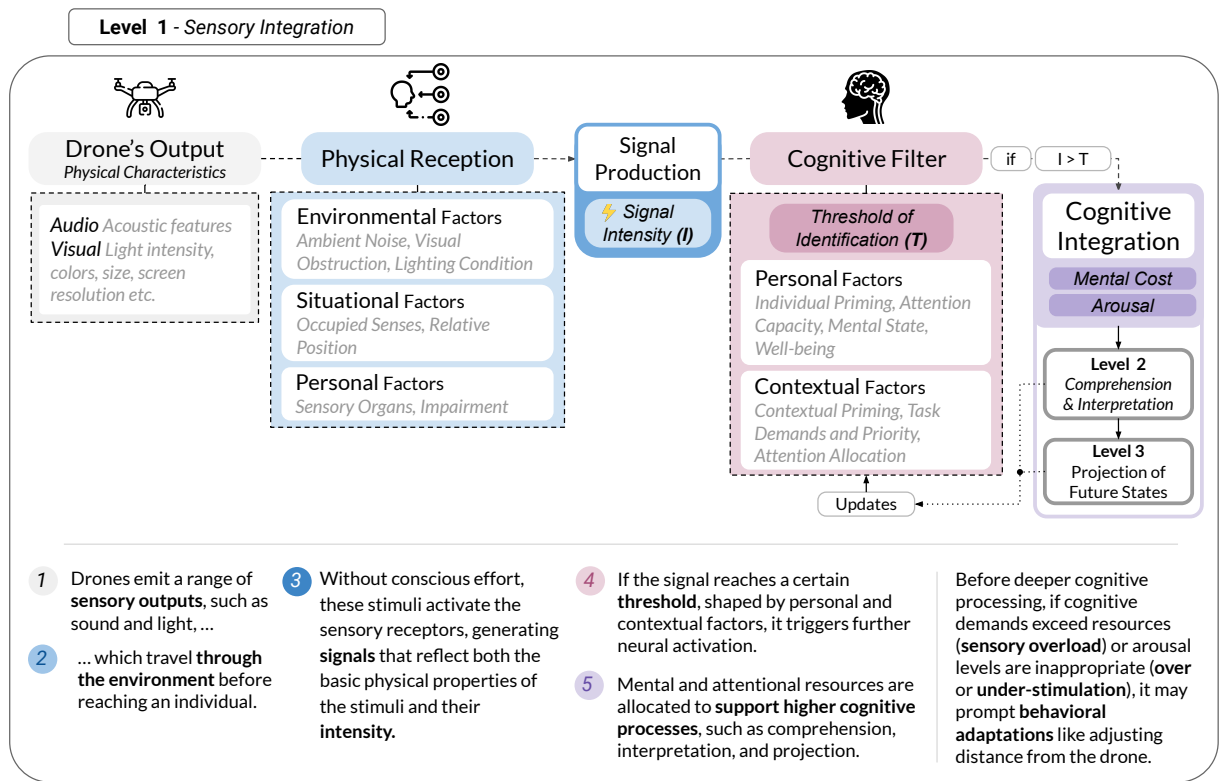 Level 1 - Sensory Integration
Drone's Output
Physical Characteristics
Audio Acoustic features
Visual Light intensity,
colors, size, screen
resolution etc.
Physical Reception
Environmental Factors
Ambient Noise, Visual
Obstruction, Lighting Condition
Situational Factors
Occupied Senses, Relative
Position
Personal Factors
Sensory Organs, Impairment
Signal
Production
⚡ Signal
Intensity (I)
Cognitive Filter
Threshold of
Identification (T)
Personal Factors
Individual Priming, Attention
Capacity, Mental State,
Well-being
Contextual Factors
Contextual Priming, Task
Demands and Priority,
Attention Allocation
Updates
if
I > T
Cognitive
Integration
Mental Cost
Arousal
Level 2
Comprehension
& Interpretation
Level 3
Projection of
Future States
1 Drones emit a range of
sensory outputs, such as
sound and light, ...
2 ... which travel through
the environment before
reaching an individual.
3 Without conscious effort,
these stimuli activate the
sensory receptors, generating
signals that reflect both the
basic physical properties of
the stimuli and their
intensity.
4 If the signal reaches a certain
threshold, shaped by personal and
contextual factors, it triggers further
neural activation.
5 Mental and attentional resources are
allocated to support higher cognitive
processes, such as comprehension,
interpretation, and projection.
Before deeper cognitive
processing, if cognitive
demands exceed resources
(sensory overload) or arousal
levels are inappropriate (over
or under-stimulation), it may
prompt behavioral
adaptations like adjusting
distance from the drone.